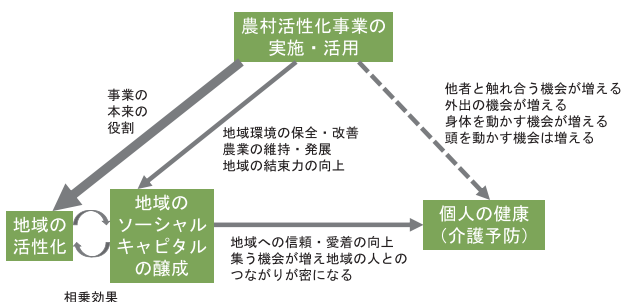 農村活性化事業の
実施・活用
事業の
本来の
役割
他者と触れ合う機会が増える
外出の機会が増える
身体を動かす機会が増える
頭を動かす機会は増える
地域環境の保全・改善
農業の維持・発展
地域の結束力の向上
地域の
活性化
地域の
ソーシャル
キャピタル
の醸成
個人の健康
（介護予防）
地域への信頼・愛着の向上
集う機会が増え地域の人との
つながりが密になる
相乗効果